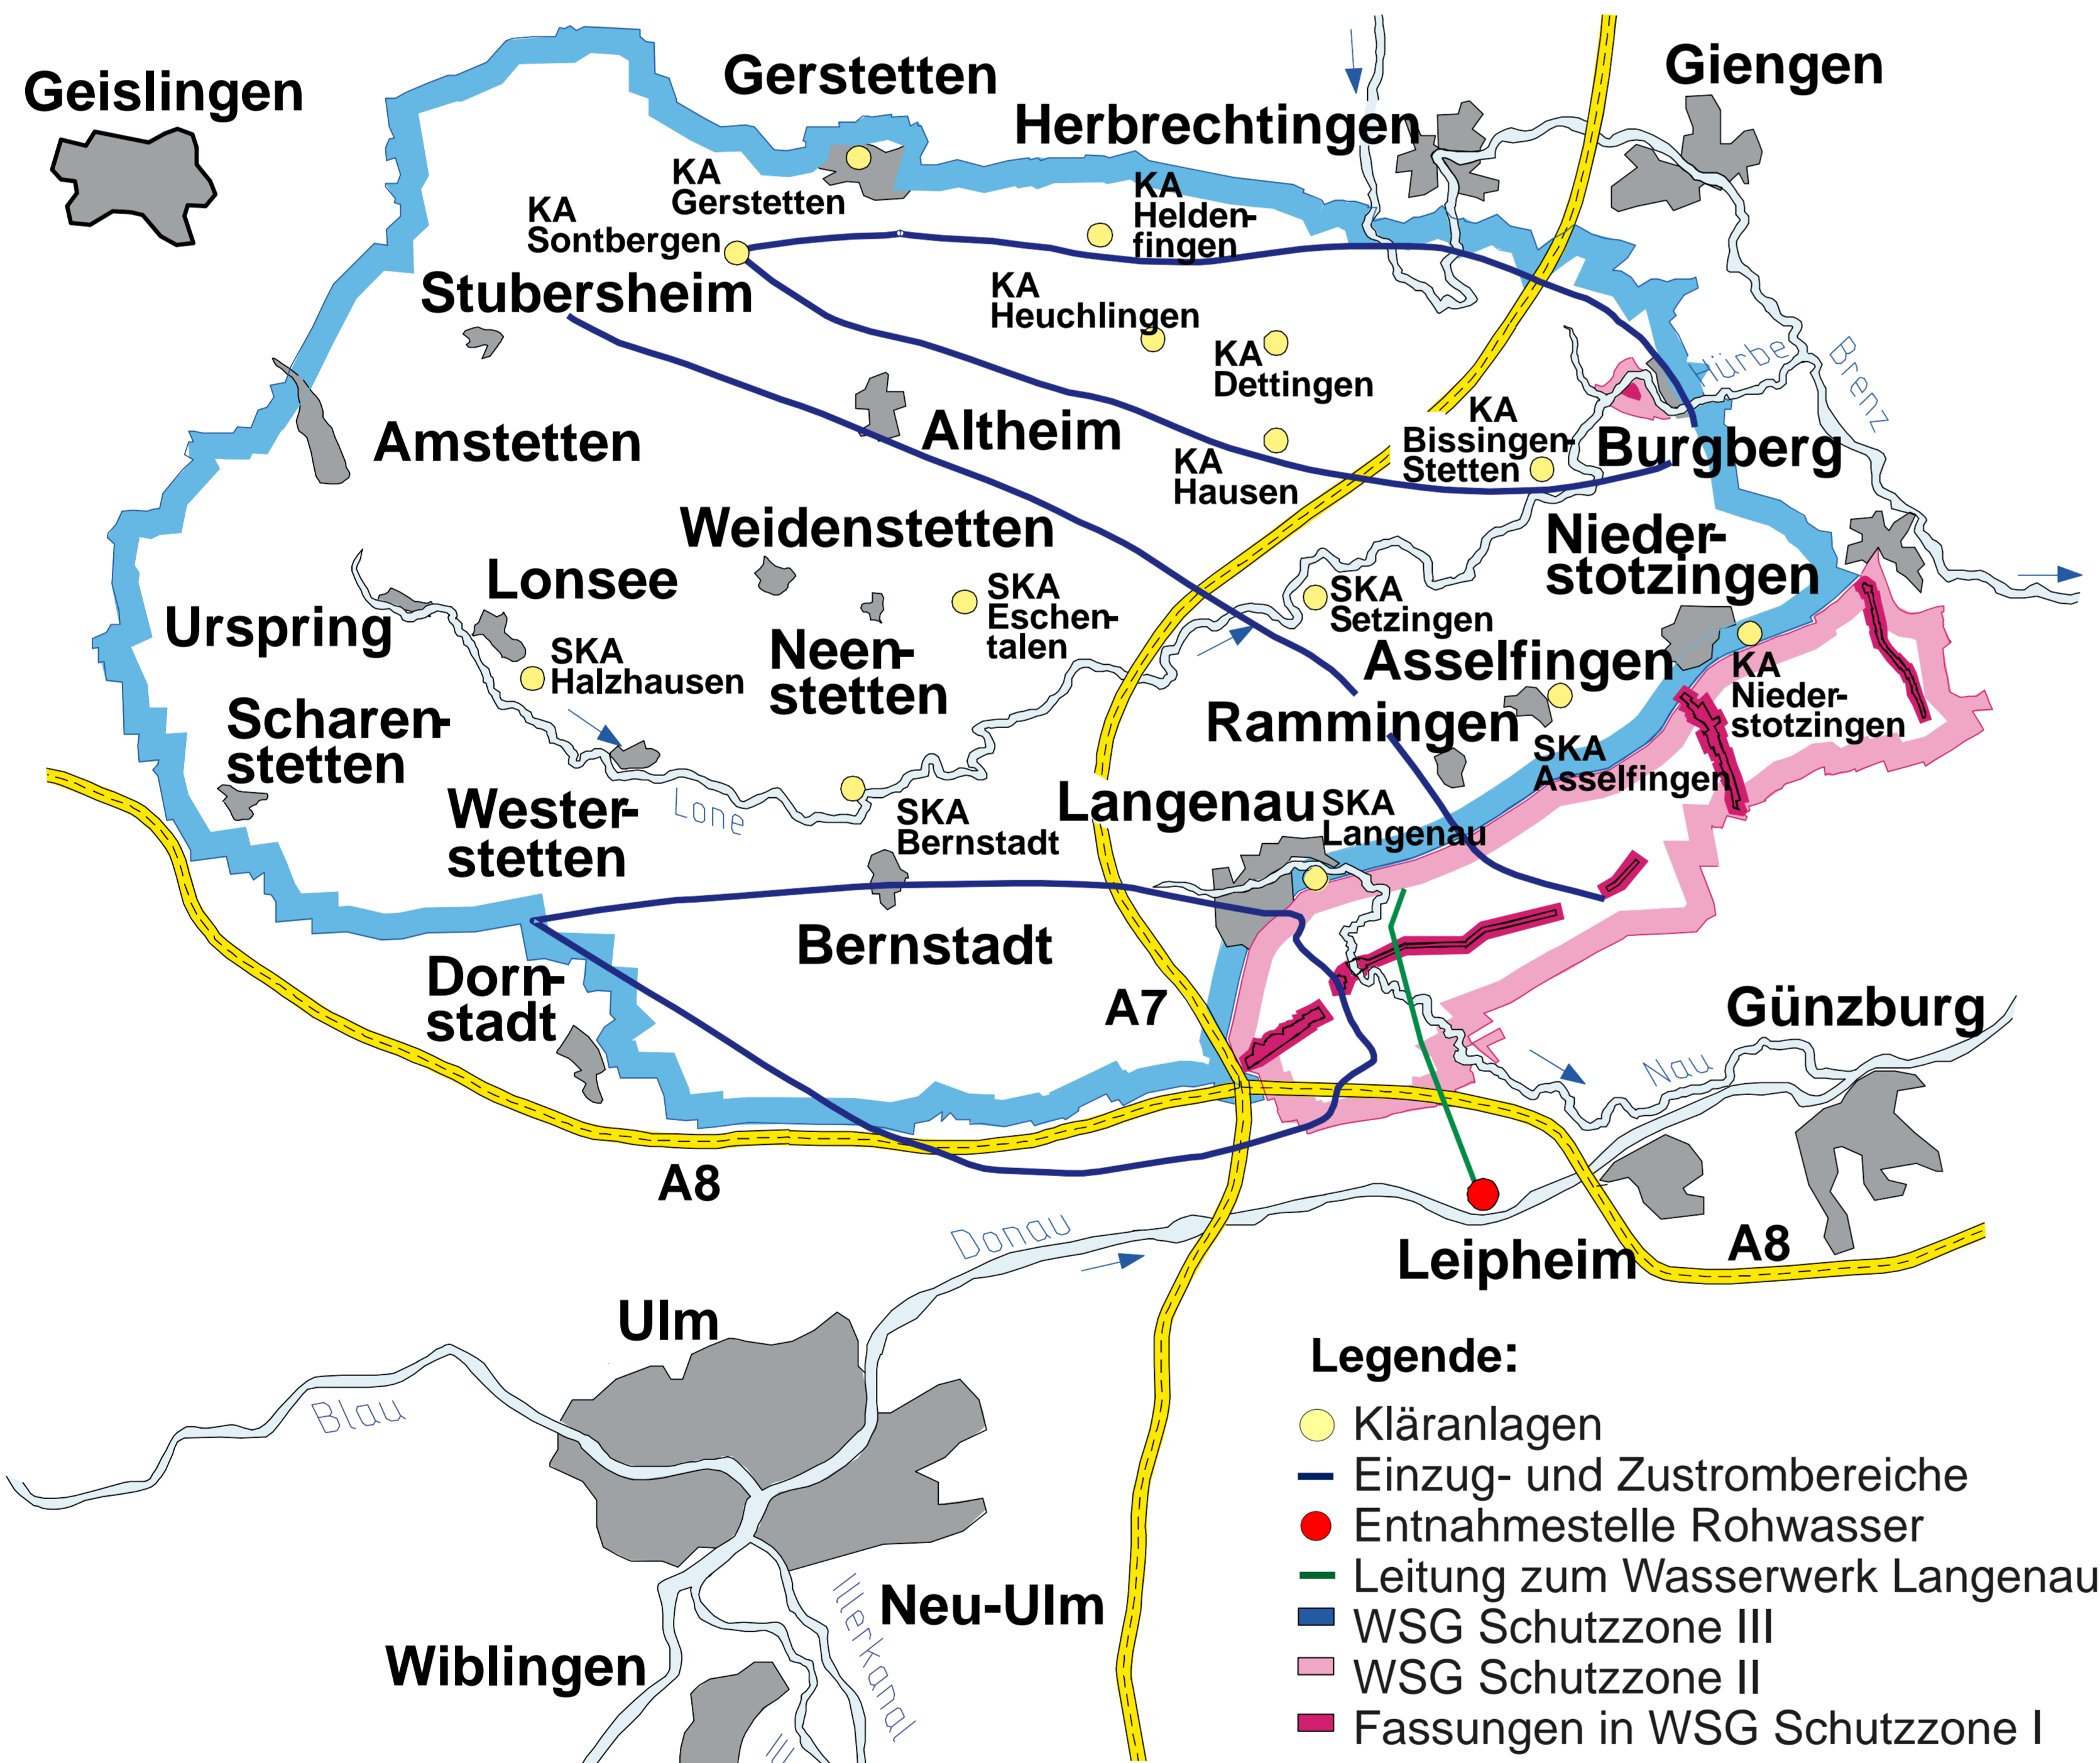 Geislingen
Gerstetten
Giengen
Herbrechtingen
KA
Gerstetten
KA
Helden-
fingen
KA
Sontbergen
Stubersheim
KA
Heuchlingen
KA
Dettingen
Hürbe
Brenz
Amstetten
Altheim
KA
Hausen
KA
Bissingen-
Stetten
Burgberg
Weidenstetten
Nieder-
stotzingen
Lonsee
Urspring
SKA
Eschen-
talen
SKA
Setzingen
SKA
Halzhausen
Neen-
stetten
Asselfingen
KA
Nieder-
stotzingen
Scharen-
stetten
Rammingen
SKA
Asselfingen
Wester-
stetten
Lone
SKA
Bernstadt
Langenau
SKA
Langenau
Bernstadt
Dorn-
stadt
A7
Günzburg
Nau
A8
Donau
Leipheim
A8
Ulm
Blau
Neu-Ulm
Illerkanal
Wiblingen
Legende:
Kläranlagen
Einzug- und Zustrombereiche
Entnahmestelle Rohwasser
Leitung zum Wasserwerk Langenau
WSG Schutzzone III
WSG Schutzzone II
Fassungen in WSG Schutzzone I